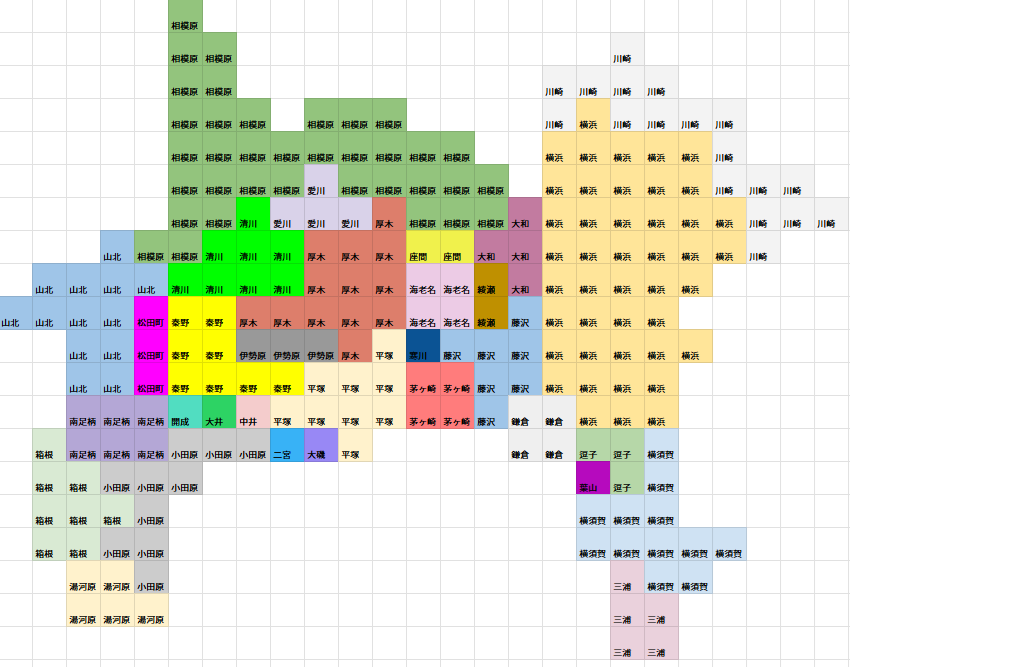 相模原
相模原 相模原 川崎
相模原 相模原 川崎 川崎 川崎 川崎
相模原 相模原 相模原 相模原 相模原 相模原 川崎 横浜 川崎 川崎 川崎 川崎
相模原 相模原 相模原 相模原 相模原 相模原 相模原 相模原 相模原 横浜 横浜 横浜 横浜 横浜 川崎
相模原 相模原 相模原 相模原 愛川 相模原 相模原 相模原 相模原 相模原 横浜 横浜 横浜 横浜 横浜 川崎 川崎 川崎
相模原 相模原 清川 愛川 愛川 愛川 厚木 相模原 相模原 相模原 大和 横浜 横浜 横浜 横浜 横浜 横浜 川崎 川崎 川崎
山北 相模原 相模原 清川 清川 清川 厚木 厚木 厚木 座間 座間 大和 大和 横浜 横浜 横浜 横浜 横浜 横浜 川崎
山北 山北 山北 山北 清川 清川 清川 清川 厚木 厚木 厚木 海老名 海老名 綾瀬 大和 横浜 横浜 横浜 横浜 横浜
山北 山北 山北 山北 松田町 秦野 秦野 厚木 厚木 厚木 厚木 厚木 海老名 海老名 綾瀬 藤沢 横浜 横浜 横浜 横浜
山北 山北 松田町 秦野 秦野 伊勢原 伊勢原 伊勢原 厚木 平塚 寒川 藤沢 藤沢 藤沢 横浜 横浜 横浜 横浜 横浜
山北 山北 松田町 秦野 秦野 秦野 秦野 平塚 平塚 平塚 茅ヶ崎 茅ヶ崎 藤沢 藤沢 横浜 横浜 横浜 横浜
南足柄 南足柄 南足柄 開成 大井 中井 平塚 平塚 平塚 平塚 茅ヶ崎 茅ヶ崎 藤沢 鎌倉 鎌倉 横浜 横浜 横浜
箱根 南足柄 南足柄 南足柄 小田原 小田原 小田原 二宮 大磯 平塚 鎌倉 鎌倉 逗子 逗子 横須賀
箱根 箱根 小田原 小田原 小田原 葉山 逗子 横須賀
箱根 箱根 箱根 小田原 横須賀 横須賀 横須賀
箱根 箱根 小田原 小田原 横須賀 横須賀 横須賀 横須賀 横須賀
湯河原 湯河原 小田原 三浦 横須賀 横須賀
湯河原 湯河原 湯河原 三浦 三浦
三浦 三浦